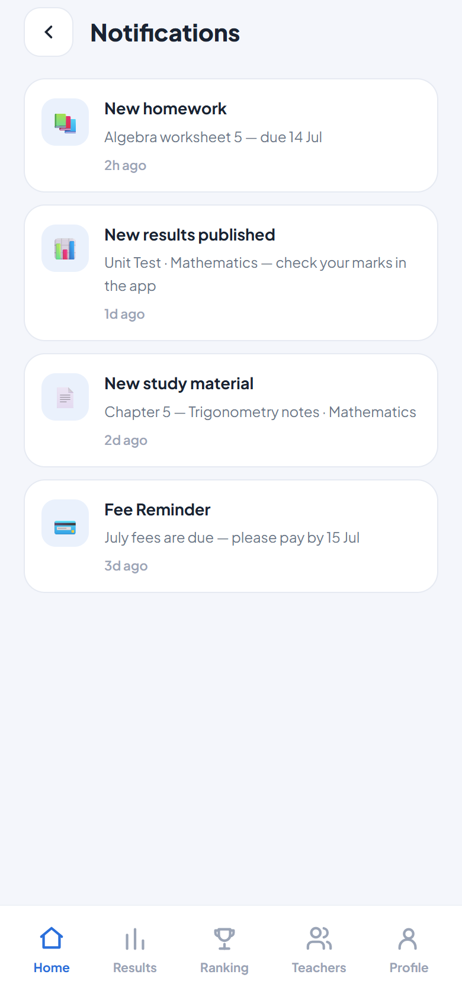 Notifications
New homework
Algebra worksheet 5 — due 14 Jul
2h ago
New results published
Unit Test · Mathematics — check your marks in
the app
1d ago
New study material
Chapter 5 — Trigonometry notes · Mathematics
2d ago
Fee Reminder
July fees are due — please pay by 15 Jul
3d ago
Home
Results
Ranking
Teachers
Profile